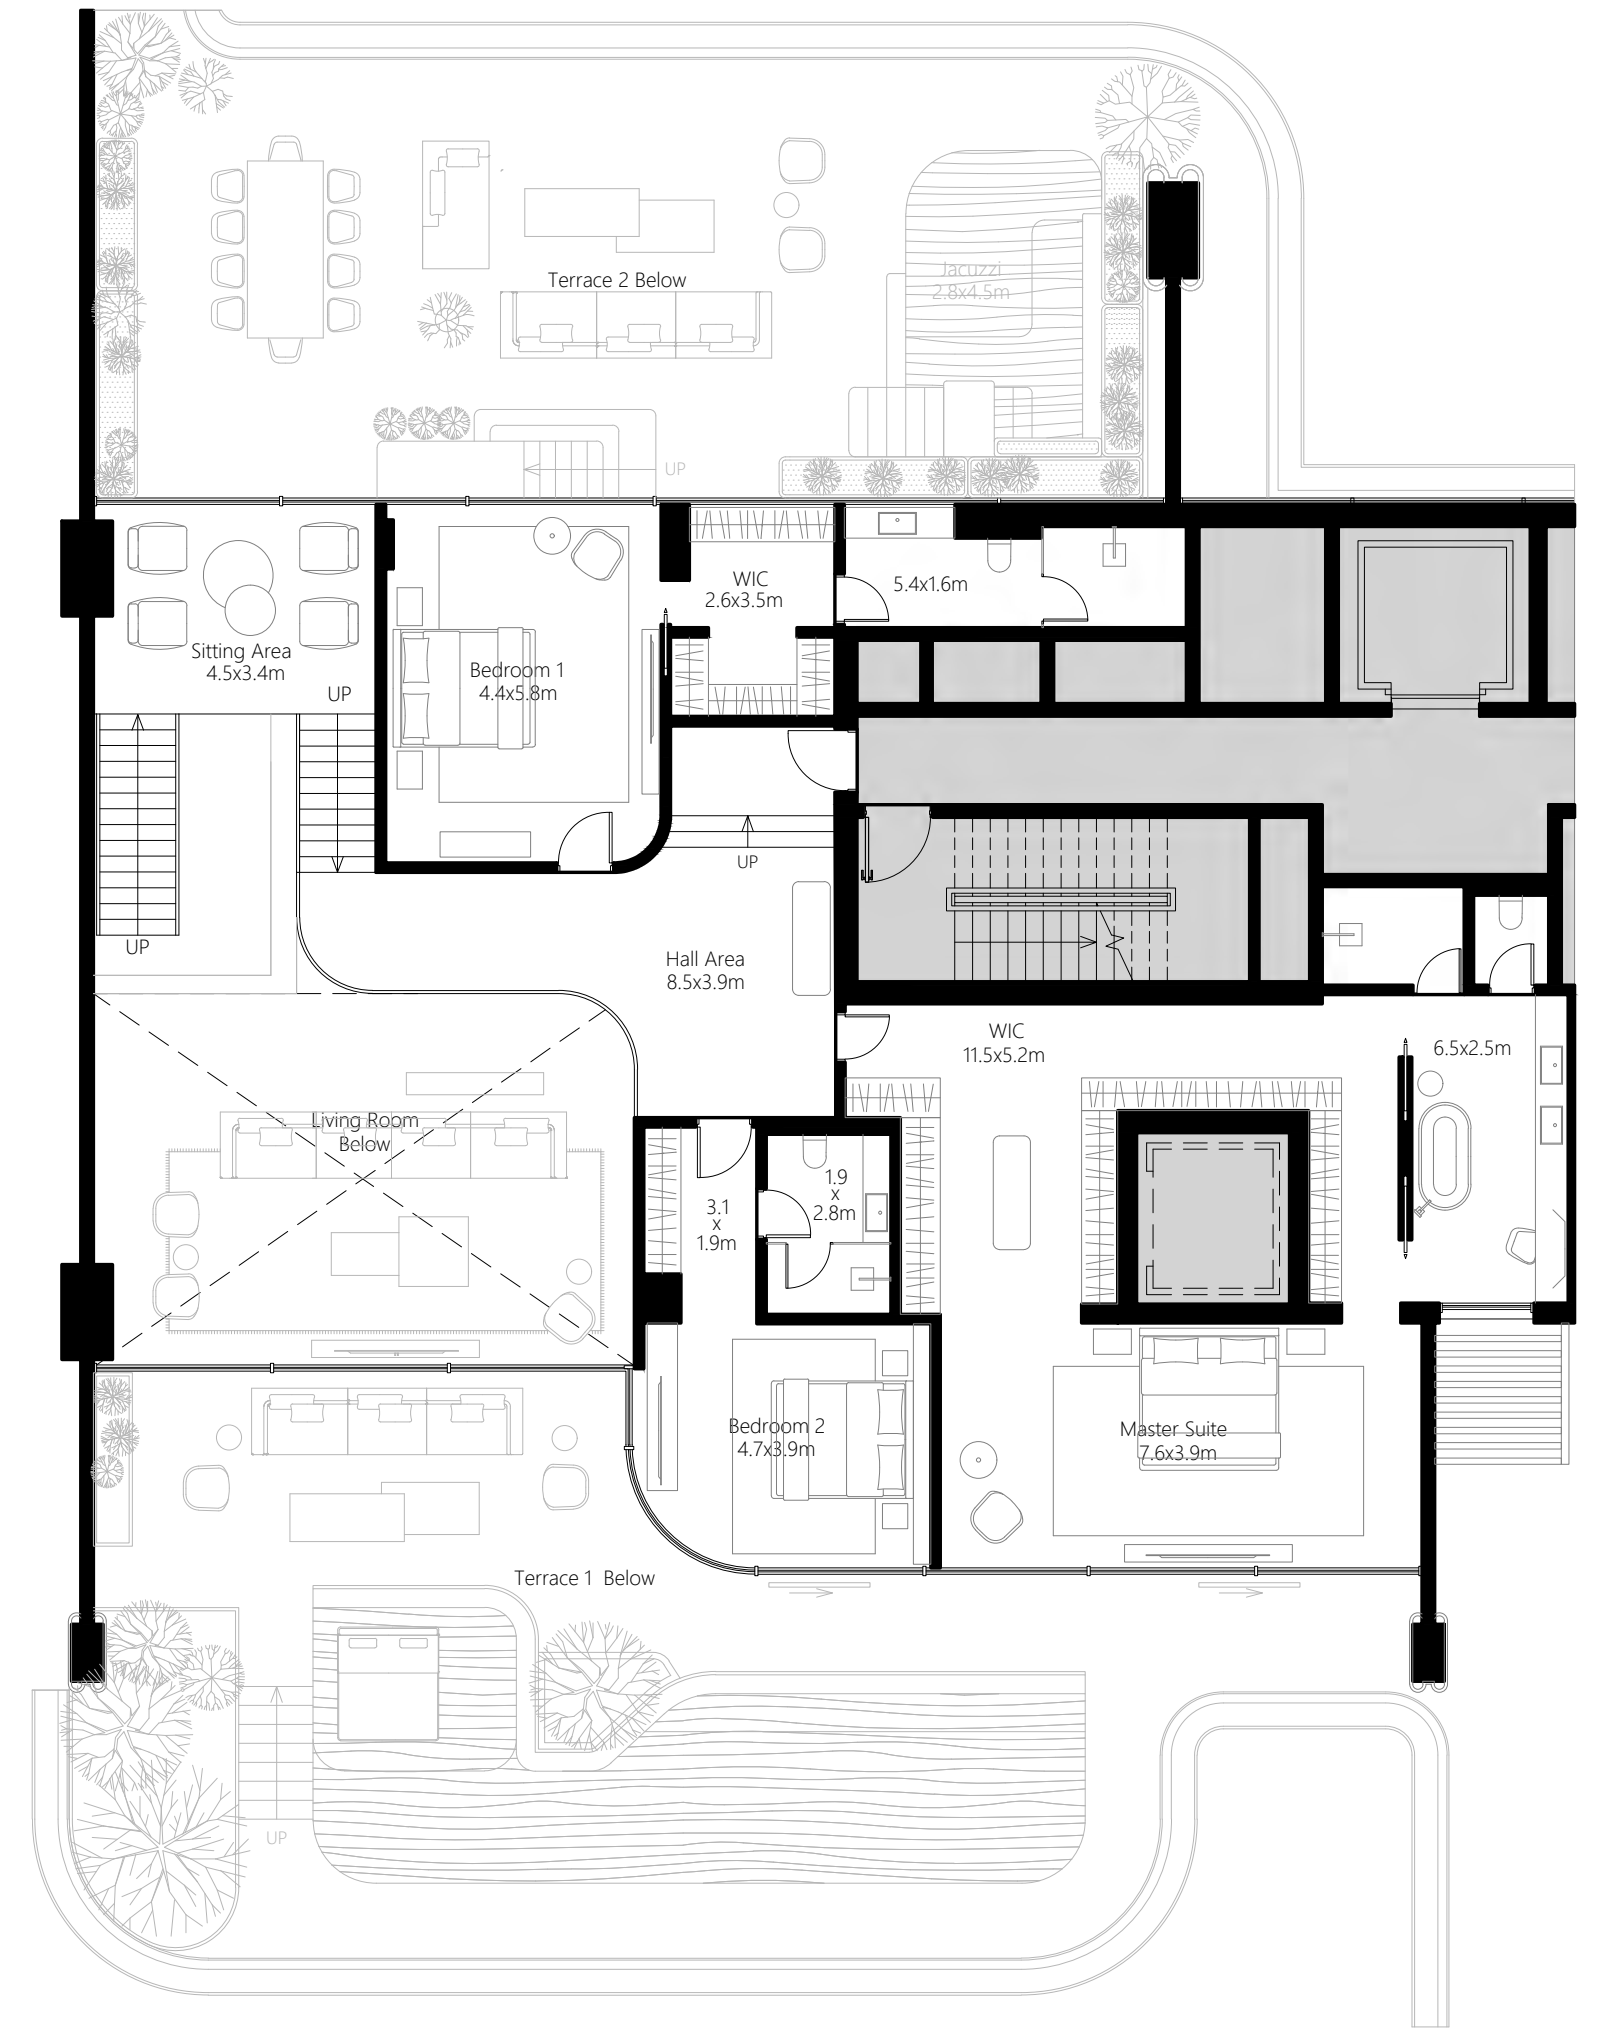 Jacuzzi
2.8x4.5m
Terrace 2 Below
UP
WIC
2.6x3.5m
5.4x1.6m
Sitting Area
4.5x3.4m
UP
Bedroom 1
4.4x5.8m
UP
UP
Hall Area
8.5x3.9m
WIC
11.5x5.2m
6.5x2.5m
Living Room
Below
3.1
x
1.9m
1.9
x
2.8m
Bedroom 2
4.7x3.9m
Master Suite
7.6x3.9m
Terrace 1 Below
UP